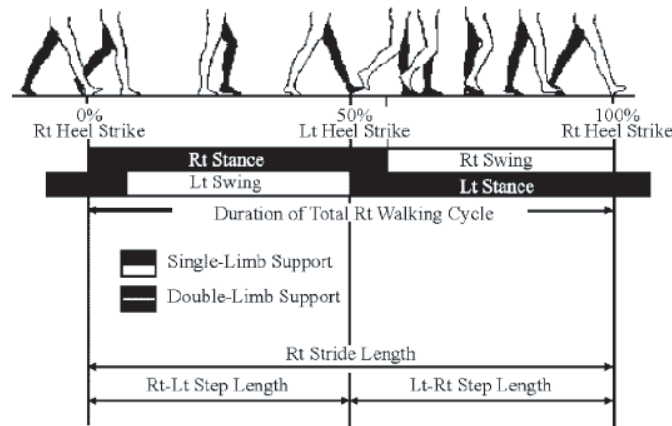 0% 50% 100%
Rt Heel Strike Lt Heel Strike Rt Heel Strike
Rt Stance Rt Swing
Lt Swing Lt Stance
Duration of Total Rt Walking Cycle
Single-Limb Support
Double-Limb Support
Rt Stride Length
Rt-Lt Step Length Lt-Rt Step Length